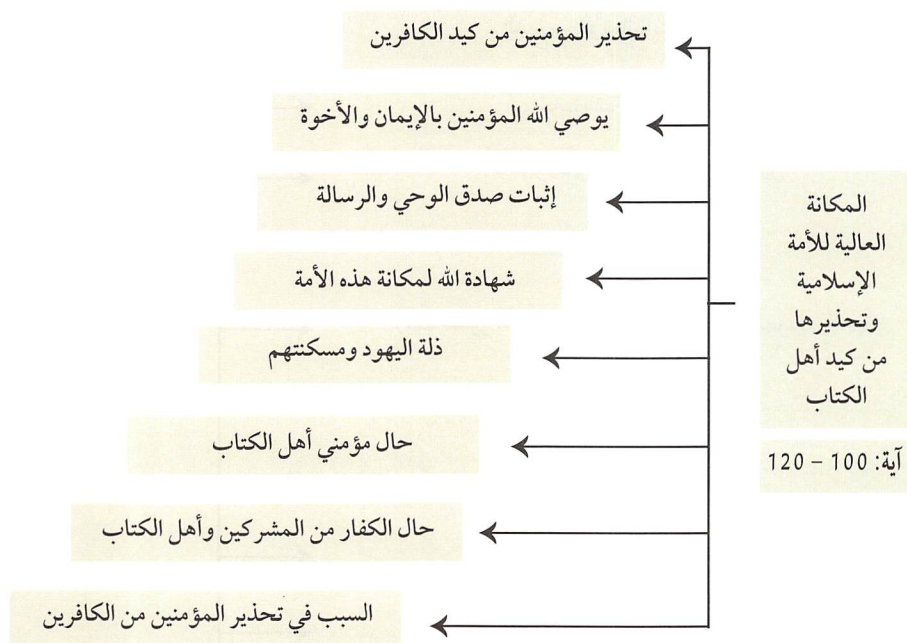 المكانة
العالية للأمة
الإسلامية
وتحذيرها
من كيد أهل
الكتاب
آية: 100 – 120
تحذير المؤمنين من كيد الكافرين
يوصي الله المؤمنين بالإيمان والأخوة
إثبات صدق الوحي والرسالة
شهادة الله لمكانة هذه الأمة
ذلة اليهود ومسكنتهم
حال مؤمني أهل الكتاب
حال الكفار من المشركين وأهل الكتاب
السبب في تحذير المؤمنين من الكافرين